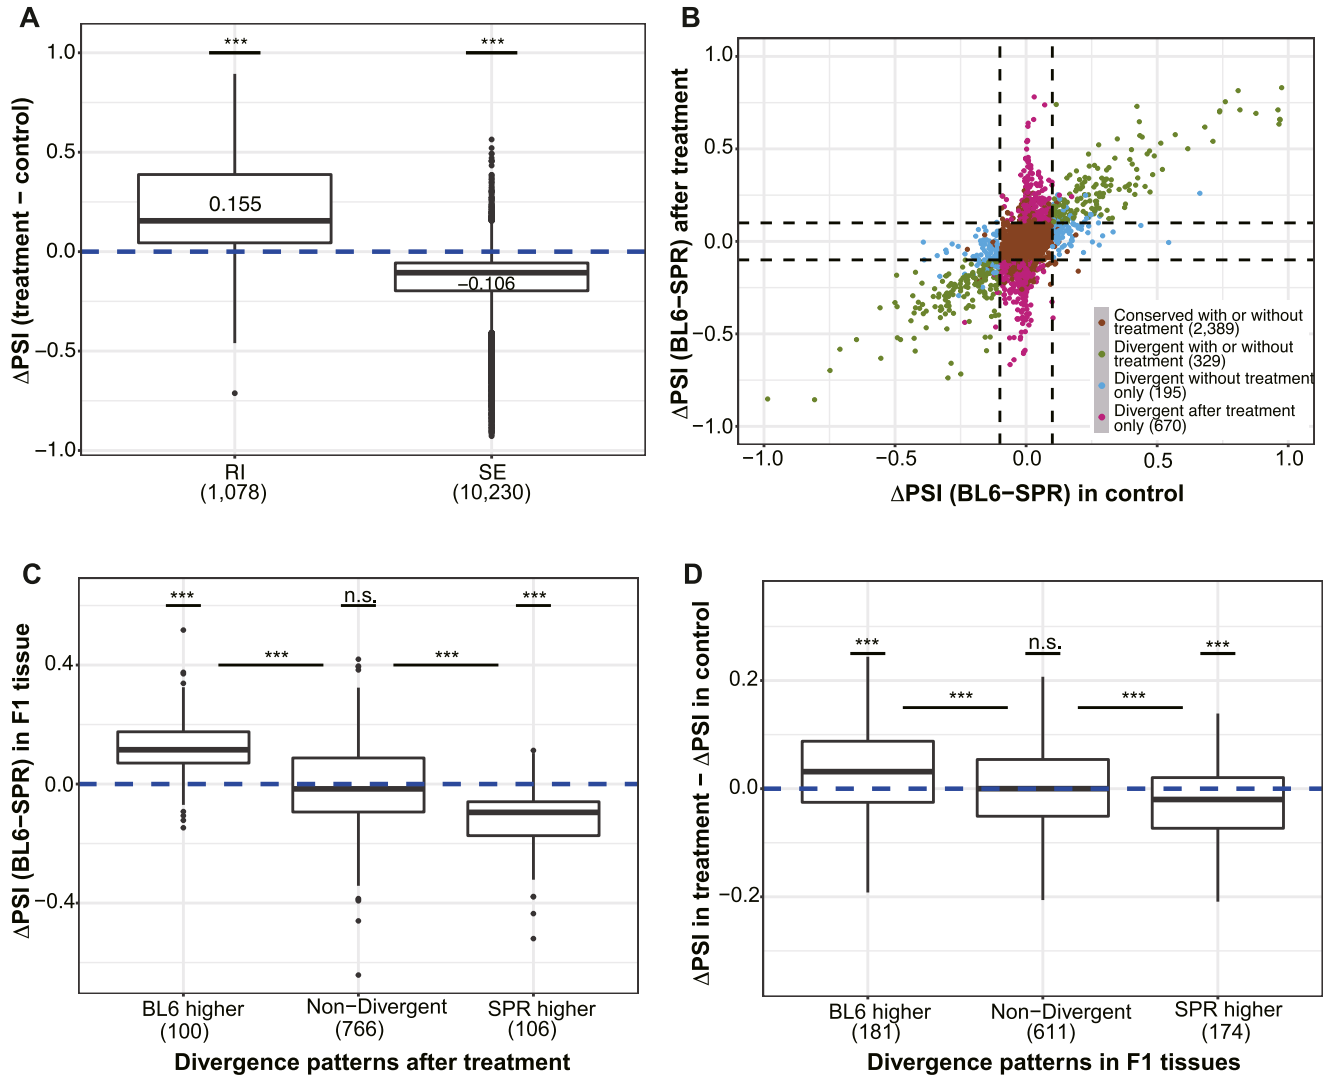 A
ΔPSI (treatment − control)
1.0
0.5
0.0
−0.5
−1.0
***
***
0.155
−0.106
RI
(1,078)
SE
(10,230)
B
ΔPSI (BL6−SPR) after treatment
1.0
0.5
0.0
−0.5
−1.0
Conserved with or without
treatment (2,389)
Divergent with or without
treatment (329)
Divergent without treatment
only (195)
Divergent after treatment
only (670)
−1.0
−0.5
0.0
0.5
1.0
ΔPSI (BL6−SPR) in control
C
ΔPSI (BL6−SPR) in F1 tissue
0.4
0.0
−0.4
***
n.s.
***
***
***
BL6 higher
(100)
Non−Divergent
(766)
SPR higher
(106)
Divergence patterns after treatment
D
ΔPSI in treatment − ΔPSI in control
0.2
0.0
−0.2
***
n.s.
***
***
***
BL6 higher
(181)
Non−Divergent
(611)
SPR higher
(174)
Divergence patterns in F1 tissues